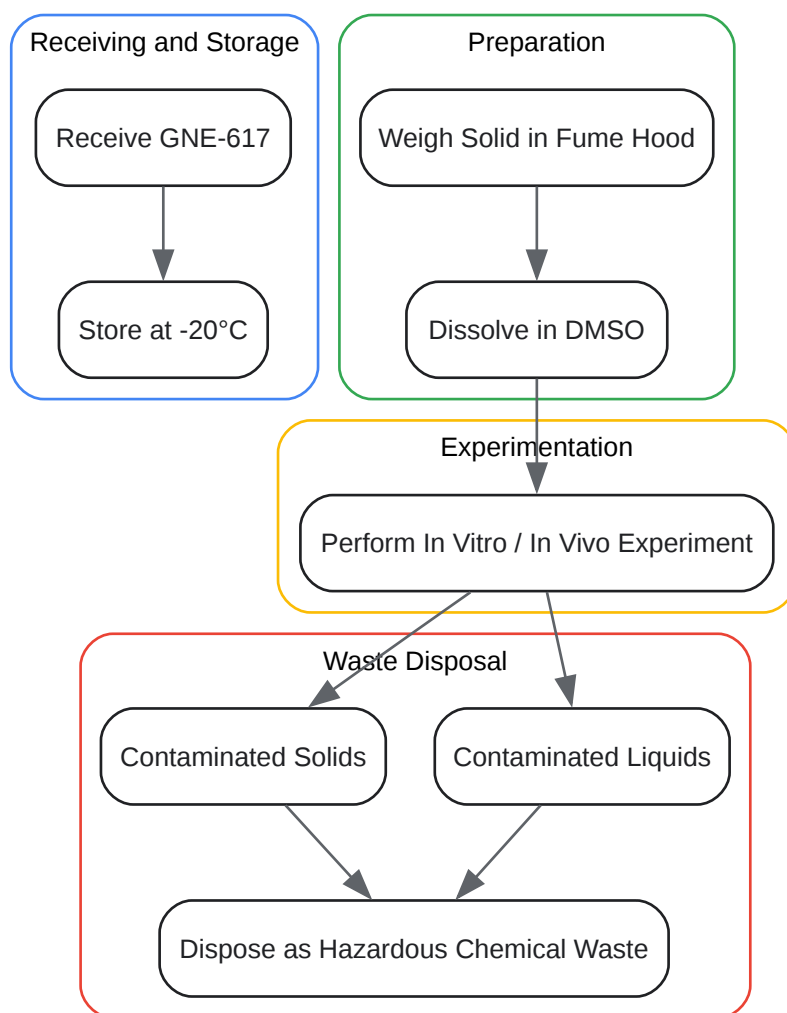 Receiving and Storage
Receive GNE-617
Store at -20°C
Preparation
Weigh Solid in Fume Hood
Dissolve in DMSO
Experimentation
Perform In Vitro / In Vivo Experiment
Waste Disposal
Contaminated Solids
Contaminated Liquids
Dispose as Hazardous Chemical Waste